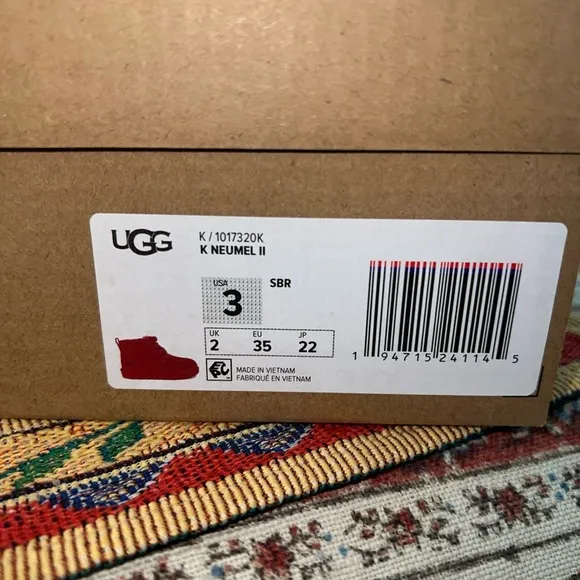 UGG
K / 1017320K
K NEUMEL II
USA
3
SBR
UK EU JP
2 35 22
MADE IN VIETNAM
FABRIQUÉ EN VIETNAM
1 94715 24114 5